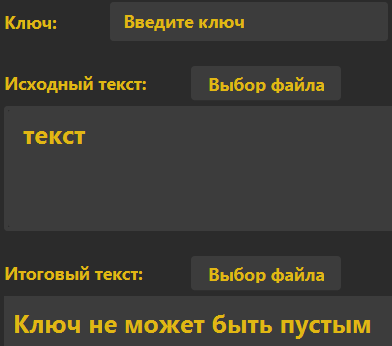 Ключ: Введите ключ
Исходный текст: Выбор файла
текст
Итоговый текст: Выбор файла
Ключ не может быть пустым